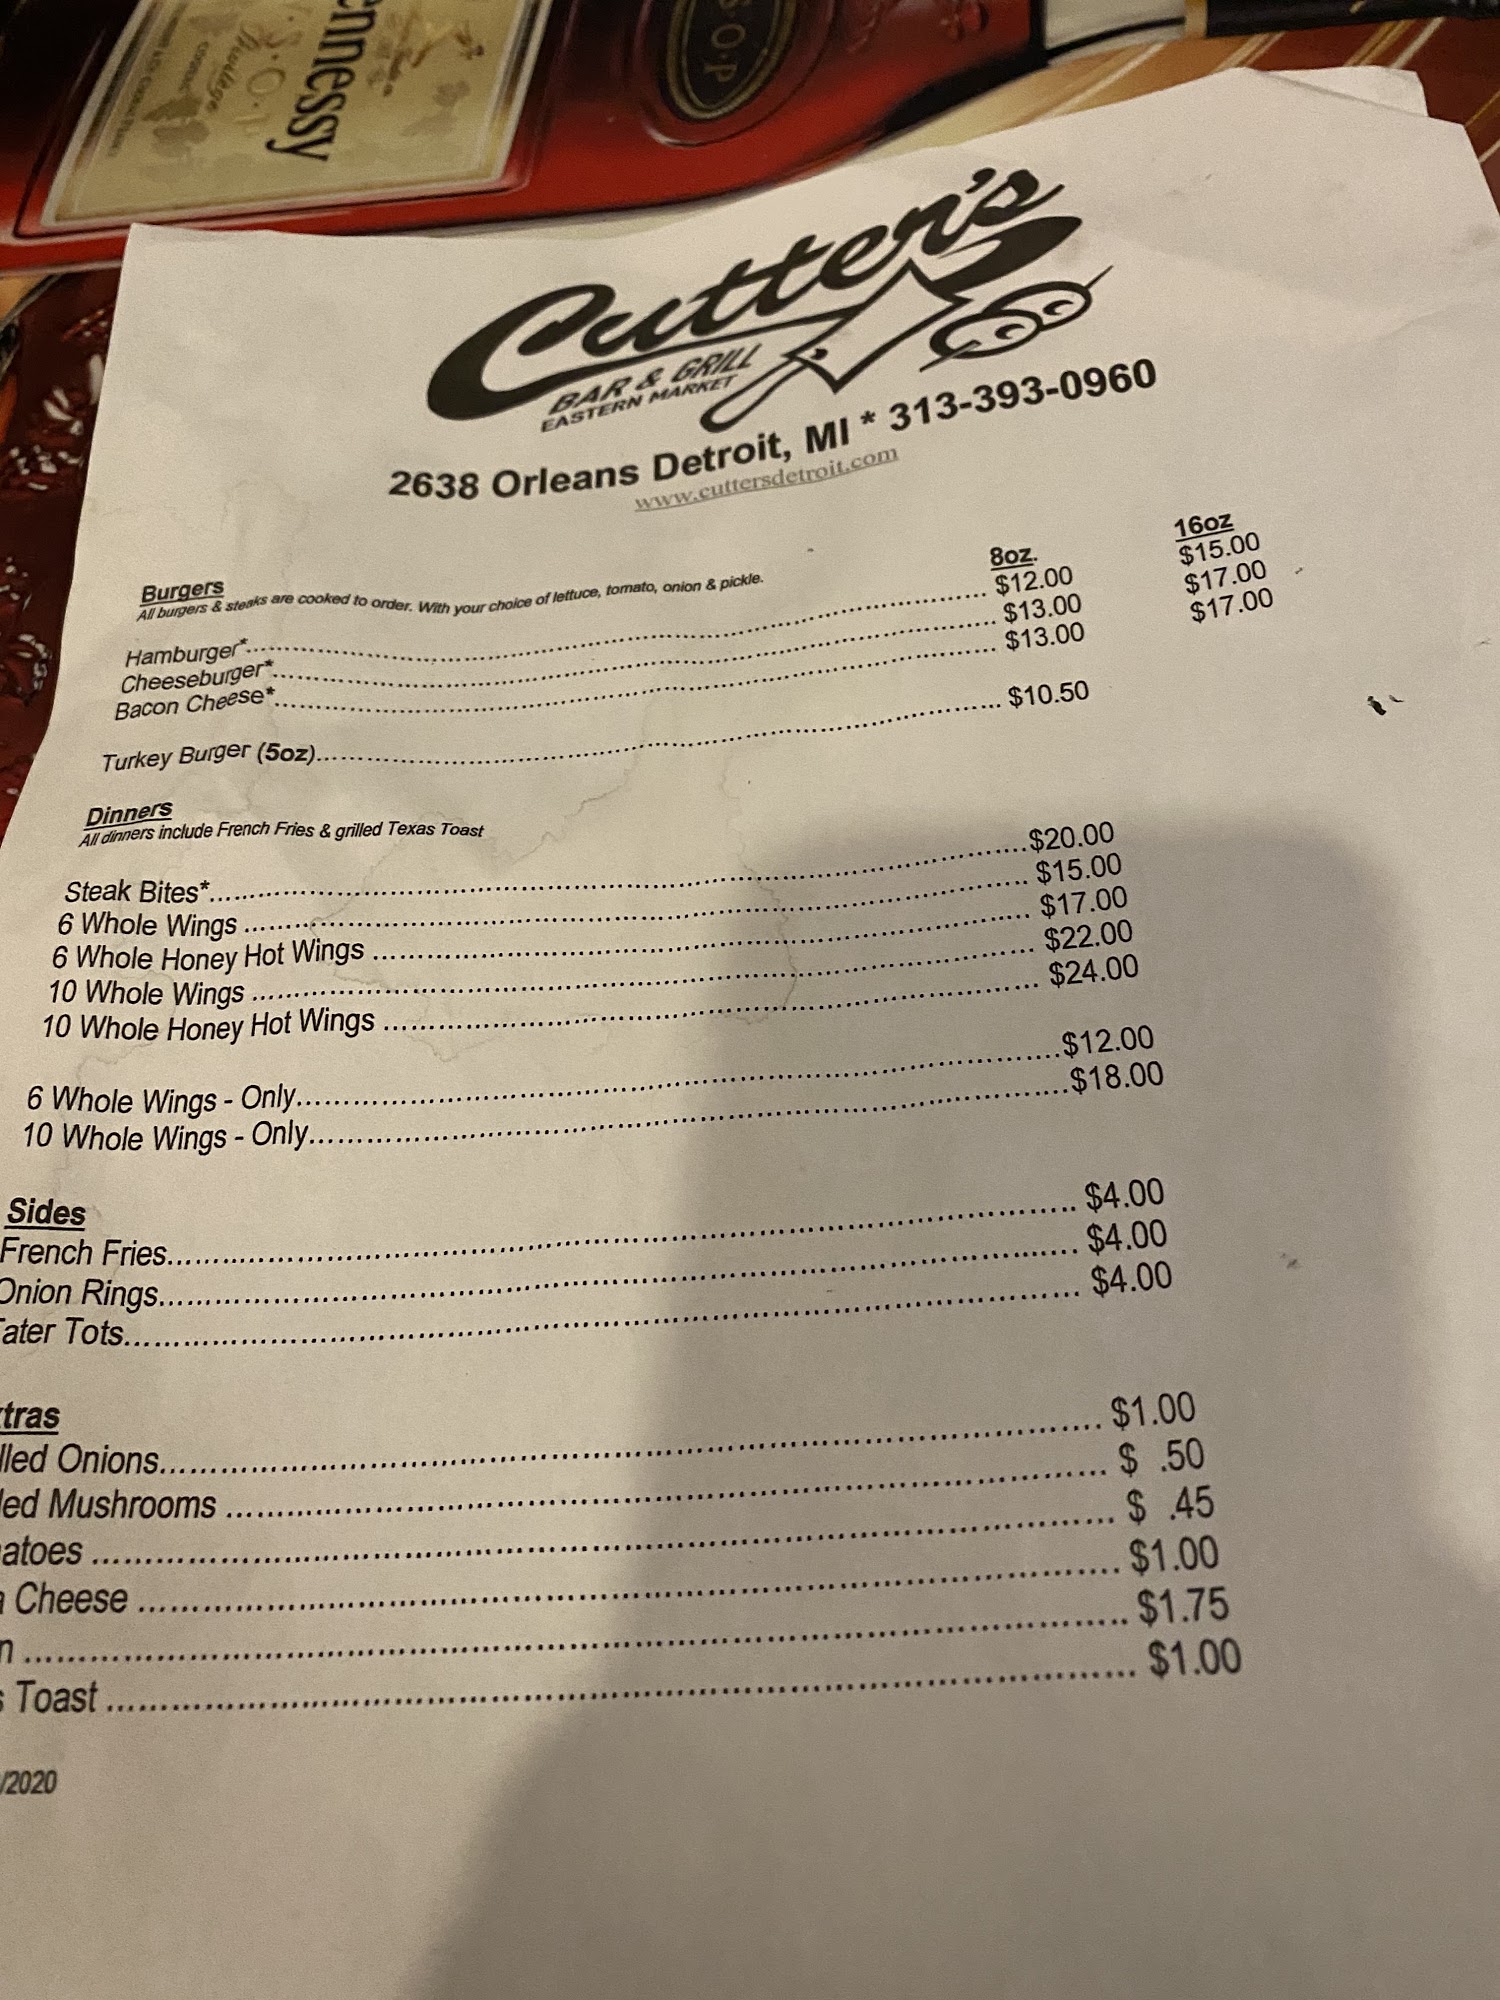 ennessy
V.S.O.P
Privilege
COGNAC
S·O·P
Cutter's
BAR & GRILL
EASTERN MARKET
2638 Orleans Detroit, MI * 313-393-0960
www.cuttersdetroit.com
Burgers 8oz. 16oz
All burgers & steaks are cooked to order. With your choice of lettuce, tomato, onion & pickle.
Hamburger* $12.00 $15.00
Cheeseburger* $13.00 $17.00
Bacon Cheese* $13.00 $17.00
Turkey Burger (5oz) $10.50
Dinners
All dinners include French Fries & grilled Texas Toast
Steak Bites* $20.00
6 Whole Wings $15.00
6 Whole Honey Hot Wings $17.00
10 Whole Wings $22.00
10 Whole Honey Hot Wings $24.00
6 Whole Wings - Only $12.00
10 Whole Wings - Only $18.00
Sides
French Fries $4.00
Onion Rings $4.00
Tater Tots $4.00
tras
lled Onions $1.00
led Mushrooms $ .50
atoes $ .45
a Cheese $1.00
n $1.75
s Toast $1.00
/2020